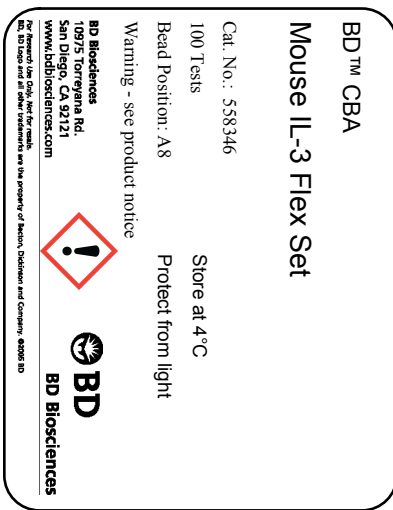 BD™ CBA
Mouse IL-3 Flex Set
Cat. No.: 558346
100 Tests Store at 4°C
Bead Position: A8 Protect from light
Warning - see product notice
BD Biosciences
10975 Torreyana Rd.
San Diego, CA 92121
www.bdbiosciences.com
BD
BD Biosciences
For Research Use Only. Not for resale.
BD, BD Logo and all other trademarks are the property of Becton, Dickinson and Company. ©2005 BD